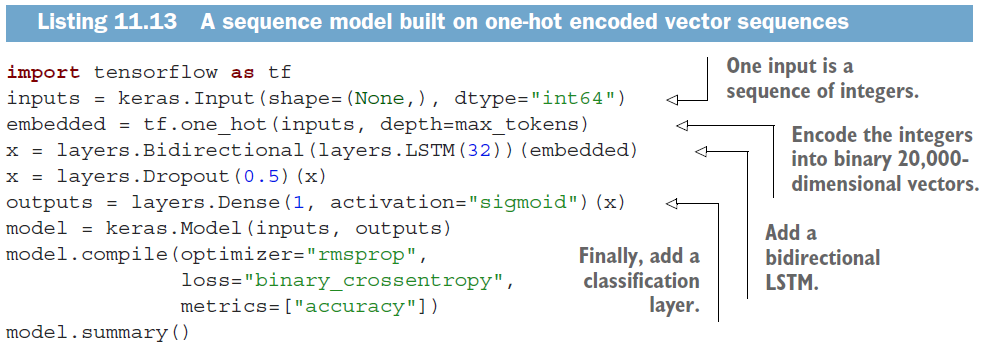 Listing 11.13 A sequence model built on one-hot encoded vector sequences
import tensorflow as tf
inputs = keras.Input(shape=(None,), dtype="int64")
embedded = tf.one_hot(inputs, depth=max_tokens)
x = layers.Bidirectional(layers.LSTM(32))(embedded)
x = layers.Dropout(0.5)(x)
outputs = layers.Dense(1, activation="sigmoid")(x)
model = keras.Model(inputs, outputs)
model.compile(optimizer="rmsprop",
              loss="binary_crossentropy",
              metrics=["accuracy"])
model.summary()
One input is a
sequence of integers.
Encode the integers
into binary 20,000-
dimensional vectors.
Add a
bidirectional
LSTM.
Finally, add a
classification
layer.